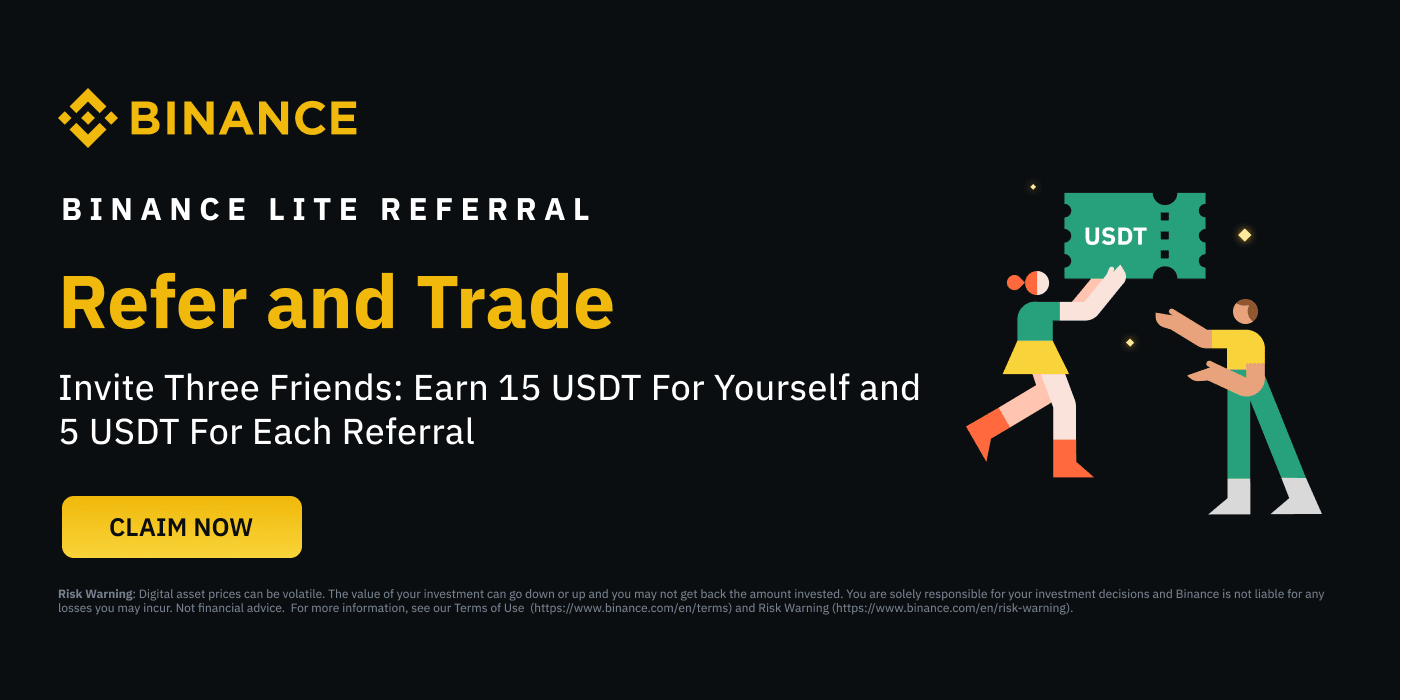 BINANCE
BINANCE LITE REFERRAL
Refer and Trade
Invite Three Friends: Earn 15 USDT For Yourself and
5 USDT For Each Referral
CLAIM NOW
USDT
Risk Warning: Digital asset prices can be volatile. The value of your investment can go down or up and you may not get back the amount invested. You are solely responsible for your investment decisions and Binance is not liable for any
losses you may incur. Not financial advice.  For more information, see our Terms of Use  (https://www.binance.com/en/terms) and Risk Warning (https://www.binance.com/en/risk-warning).